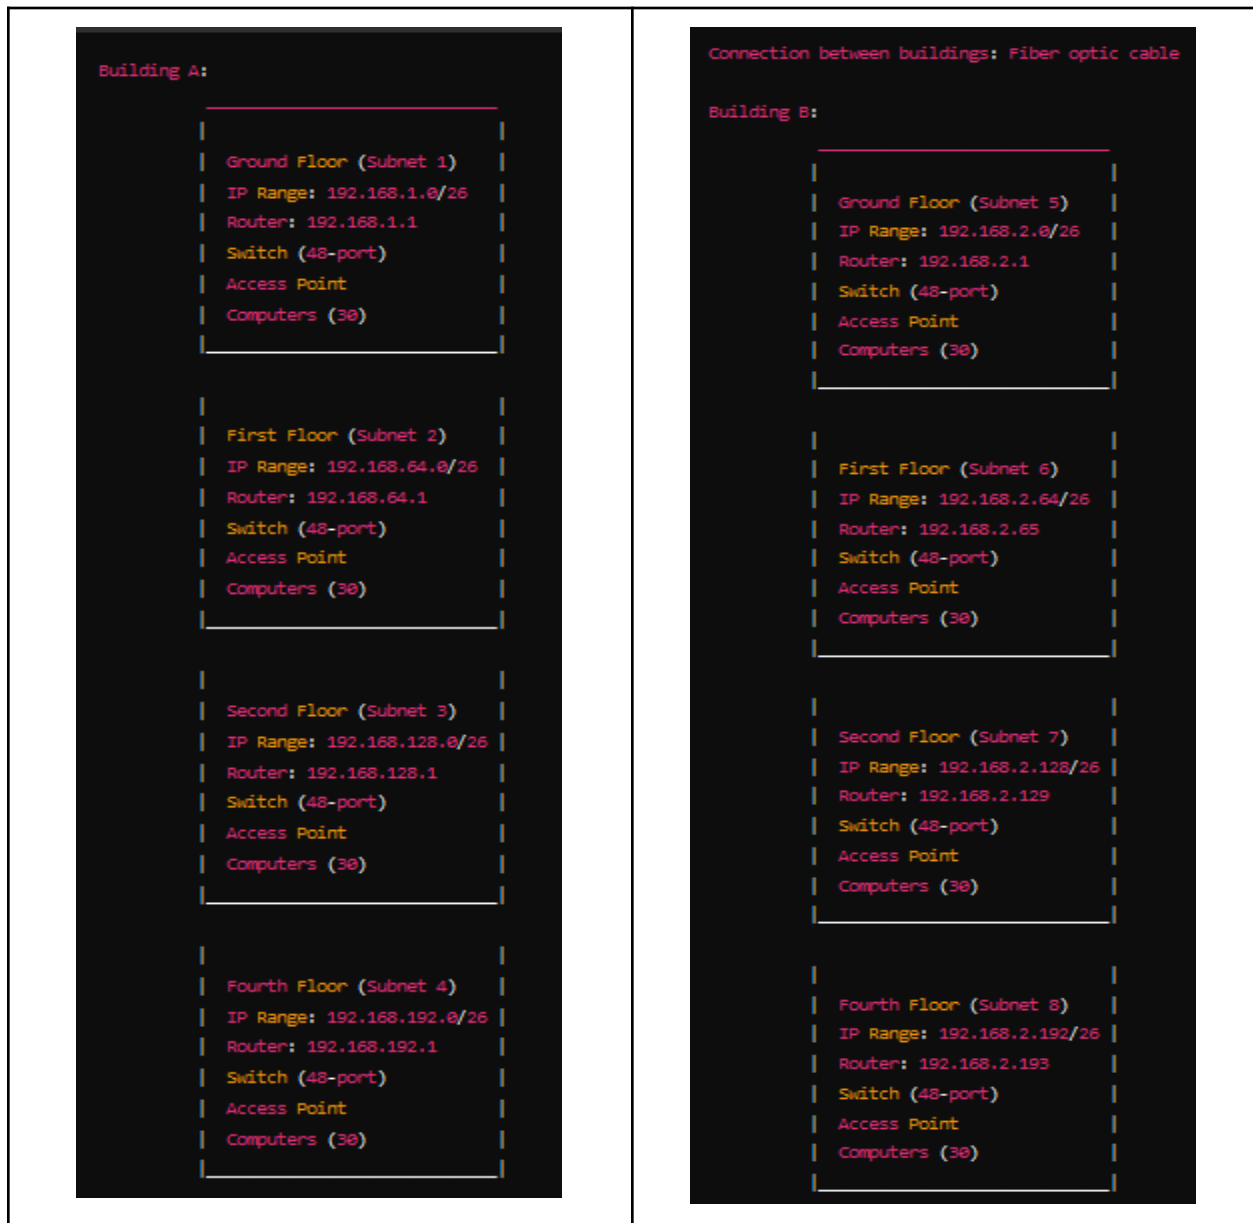 Building A:
Ground Floor (Subnet 1)
IP Range: 192.168.1.0/26
Router: 192.168.1.1
Switch (48-port)
Access Point
Computers (30)
First Floor (Subnet 2)
IP Range: 192.168.64.0/26
Router: 192.168.64.1
Switch (48-port)
Access Point
Computers (30)
Second Floor (Subnet 3)
IP Range: 192.168.128.0/26
Router: 192.168.128.1
Switch (48-port)
Access Point
Computers (30)
Fourth Floor (Subnet 4)
IP Range: 192.168.192.0/26
Router: 192.168.192.1
Switch (48-port)
Access Point
Computers (30)
Connection between buildings: Fiber optic cable
Building B:
Ground Floor (Subnet 5)
IP Range: 192.168.2.0/26
Router: 192.168.2.1
Switch (48-port)
Access Point
Computers (30)
First Floor (Subnet 6)
IP Range: 192.168.2.64/26
Router: 192.168.2.65
Switch (48-port)
Access Point
Computers (30)
Second Floor (Subnet 7)
IP Range: 192.168.2.128/26
Router: 192.168.2.129
Switch (48-port)
Access Point
Computers (30)
Fourth Floor (Subnet 8)
IP Range: 192.168.2.192/26
Router: 192.168.2.193
Switch (48-port)
Access Point
Computers (30)